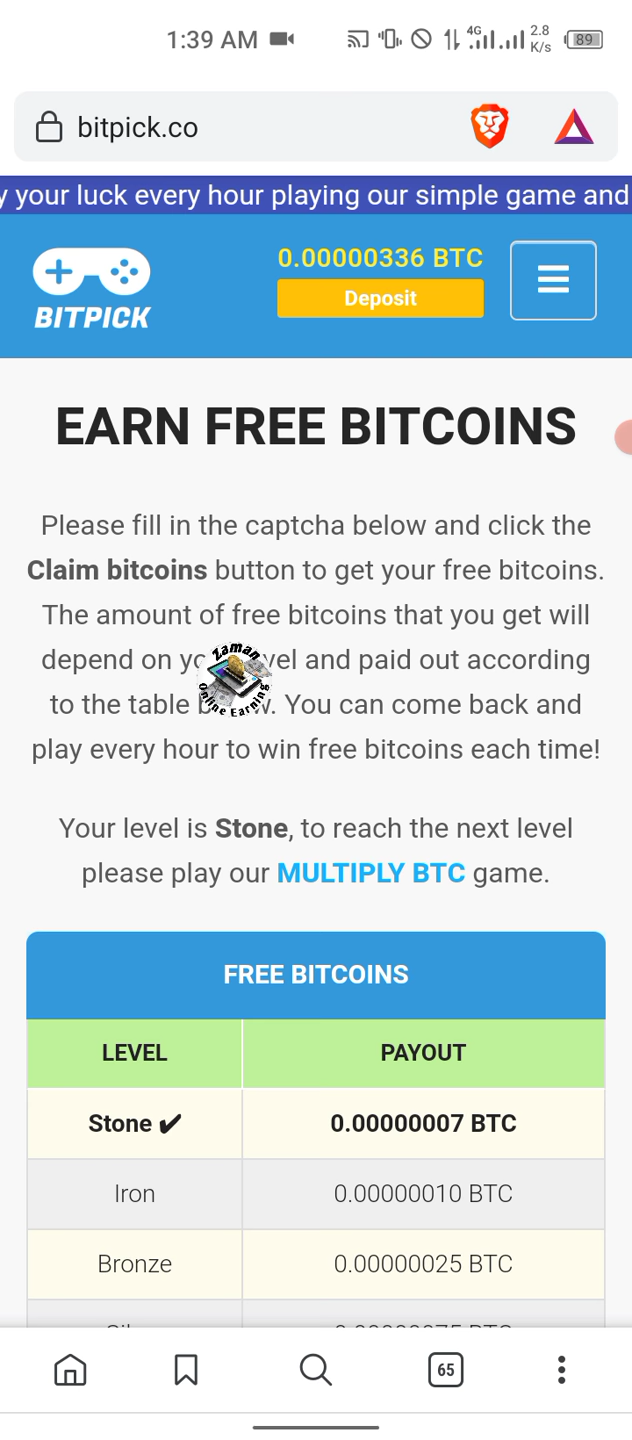 1:39 AM
4G
2.8
K/s
89
bitpick.co
your luck every hour playing our simple game and
0.00000336 BTC
Deposit
BITPICK
EARN FREE BITCOINS
Please fill in the captcha below and click the
Claim bitcoins button to get your free bitcoins.
The amount of free bitcoins that you get will
depend on and paid out according
to the table You can come back and
play every hour to win free bitcoins each time!
Zaman
Online Earning
Your level is Stone, to reach the next level
please play our MULTIPLY BTC game.
FREE BITCOINS
LEVEL PAYOUT
Stone ✔ 0.00000007 BTC
Iron 0.00000010 BTC
Bronze 0.00000025 BTC
65